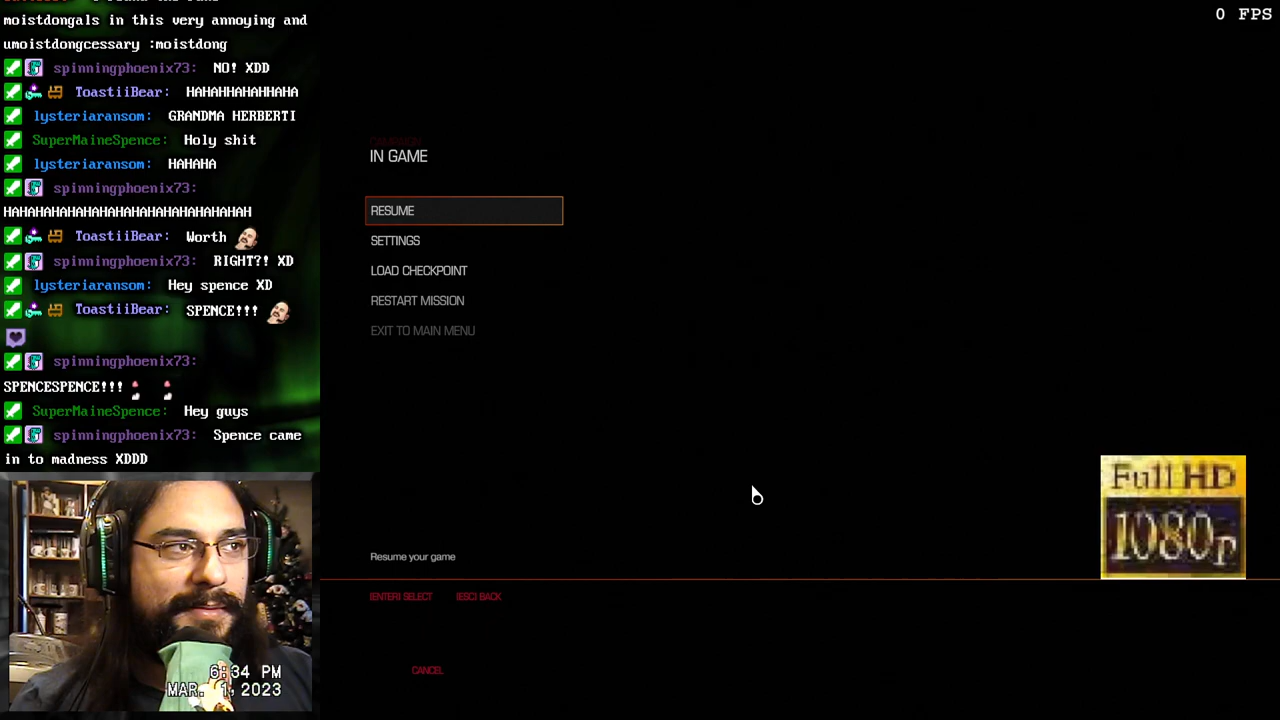 moistdongals in this very annoying and
umoistdongcessary :moistdong
spinningphoenix73: NO! XDD
ToastiiBear: HAHAHHAHAHHAHA
lysteriaransom: GRANDMA HERBERTI
SuperMaineSpence: Holy shit
lysteriaransom: HAHAHA
spinningphoenix73:
HAHAHAHAHAHAHAHAHAHAHAHAHAHAH
ToastiiBear: Worth
spinningphoenix73: RIGHT?! XD
lysteriaransom: Hey spence XD
ToastiiBear: SPENCE!!!
spinningphoenix73:
SPENCESPENCE!!!
SuperMaineSpence: Hey guys
spinningphoenix73: Spence came
in to madness XDDD
6:34 PM
MAR. 1, 2023
0 FPS
CAMPAIGN
IN GAME
RESUME
SETTINGS
LOAD CHECKPOINT
RESTART MISSION
EXIT TO MAIN MENU
Full HD
1080p
Resume your game
[ENTER] SELECT [ESC] BACK
CANCEL